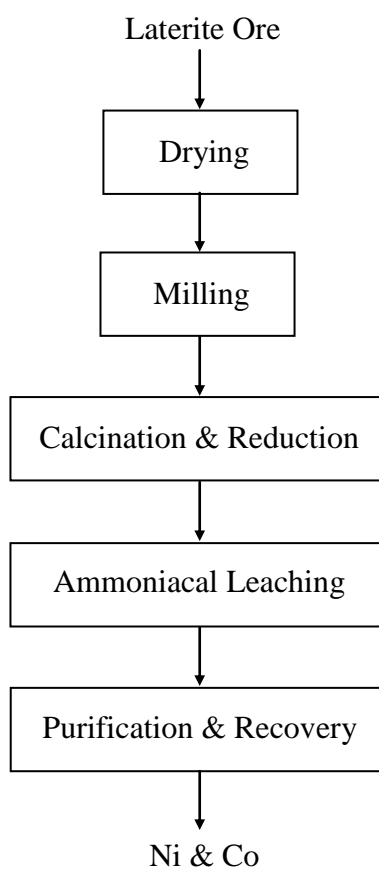 Laterite Ore
Drying
Milling
Calcination & Reduction
Ammoniacal Leaching
Purification & Recovery
Ni & Co